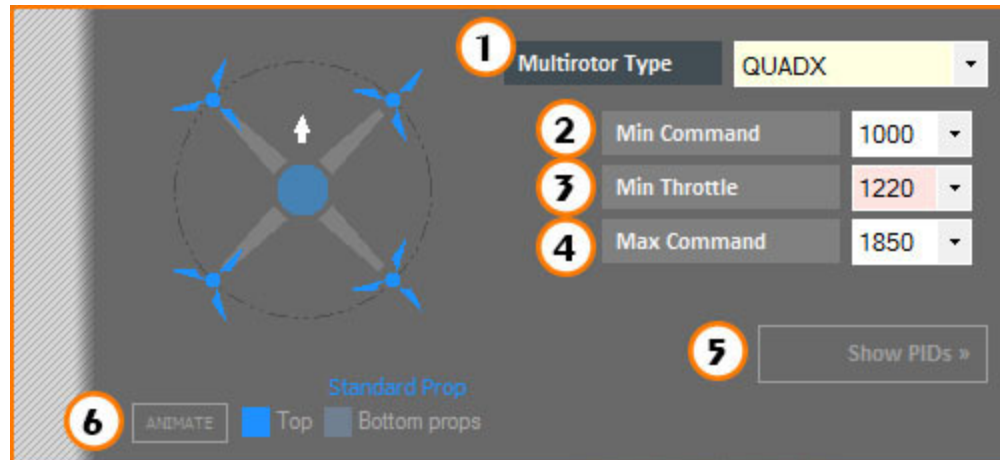 1 Multirotor Type QUADX
2 Min Command 1000
3 Min Throttle 1220
4 Max Command 1850
5 Show PIDs »
Standard Prop
6 ANIMATE Top Bottom props